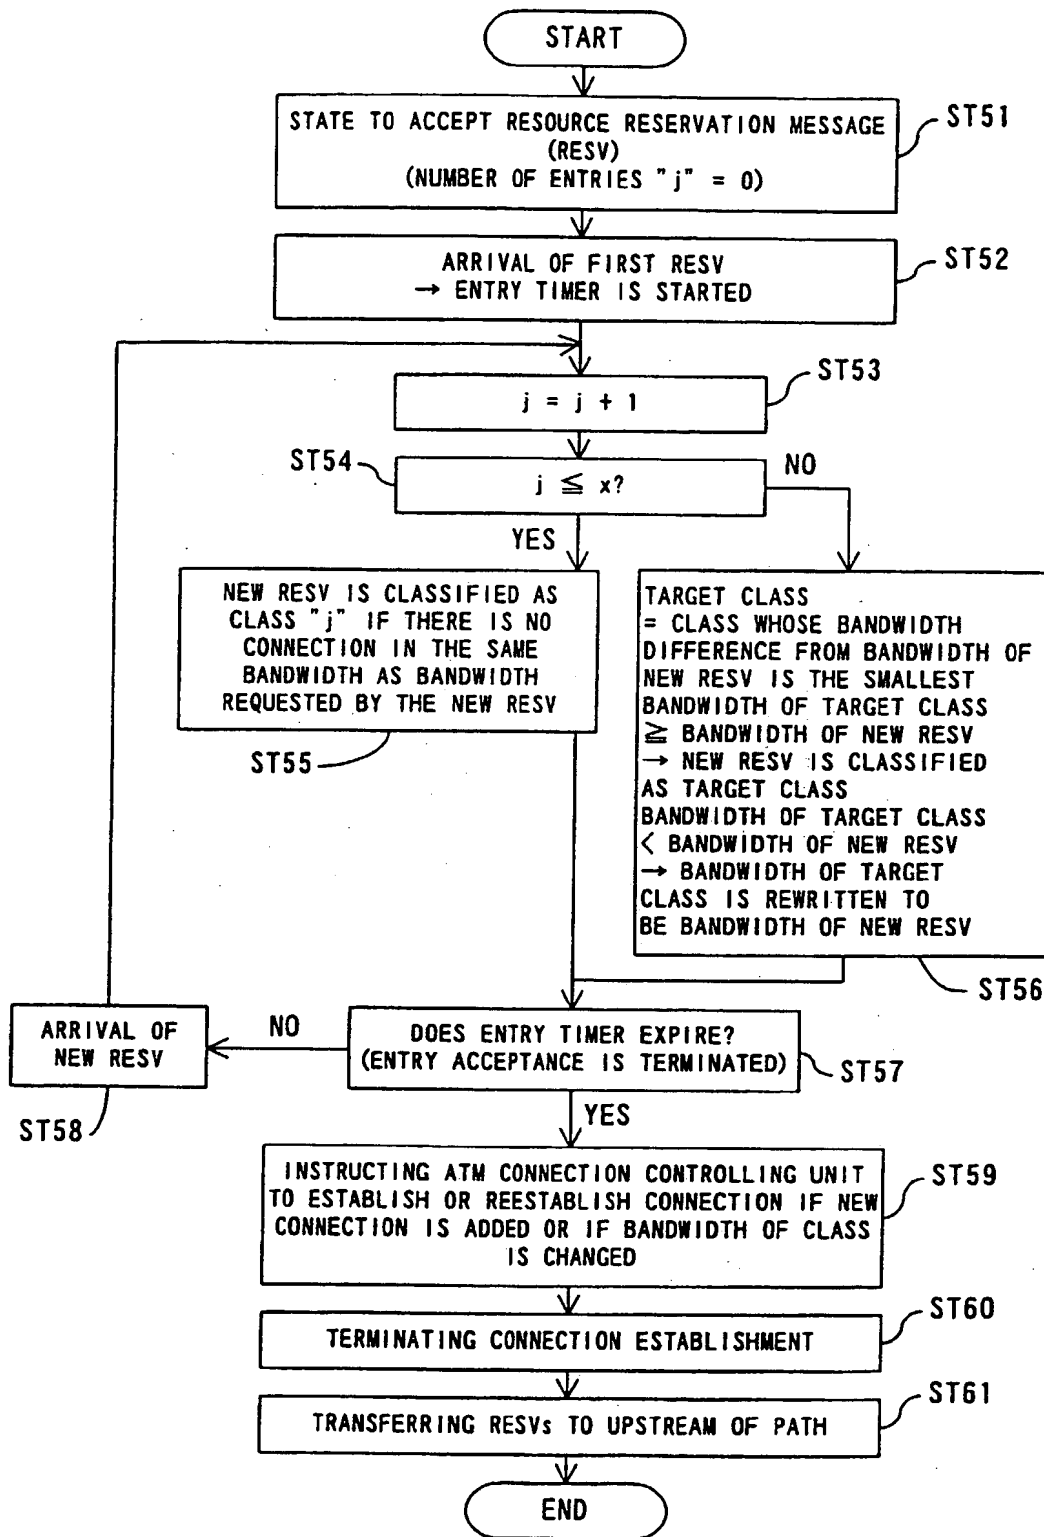 START
STATE TO ACCEPT RESOURCE RESERVATION MESSAGE
(RESV)
(NUMBER OF ENTRIES "j" = 0)
ST51
ARRIVAL OF FIRST RESV
→ ENTRY TIMER IS STARTED
ST52
j = j + 1
ST53
ST54
j ≦ x?
NO
YES
NEW RESV IS CLASSIFIED AS
CLASS "j" IF THERE IS NO
CONNECTION IN THE SAME
BANDWIDTH AS BANDWIDTH
REQUESTED BY THE NEW RESV
ST55
TARGET CLASS
= CLASS WHOSE BANDWIDTH
DIFFERENCE FROM BANDWIDTH OF
NEW RESV IS THE SMALLEST
BANDWIDTH OF TARGET CLASS
≧ BANDWIDTH OF NEW RESV
→ NEW RESV IS CLASSIFIED
AS TARGET CLASS
BANDWIDTH OF TARGET CLASS
< BANDWIDTH OF NEW RESV
→ BANDWIDTH OF TARGET
CLASS IS REWRITTEN TO
BE BANDWIDTH OF NEW RESV
ST56
DOES ENTRY TIMER EXPIRE?
(ENTRY ACCEPTANCE IS TERMINATED)
ST57
NO
ARRIVAL OF
NEW RESV
ST58
YES
INSTRUCTING ATM CONNECTION CONTROLLING UNIT
TO ESTABLISH OR REESTABLISH CONNECTION IF NEW
CONNECTION IS ADDED OR IF BANDWIDTH OF CLASS
IS CHANGED
ST59
TERMINATING CONNECTION ESTABLISHMENT
ST60
TRANSFERRING RESVs TO UPSTREAM OF PATH
ST61
END